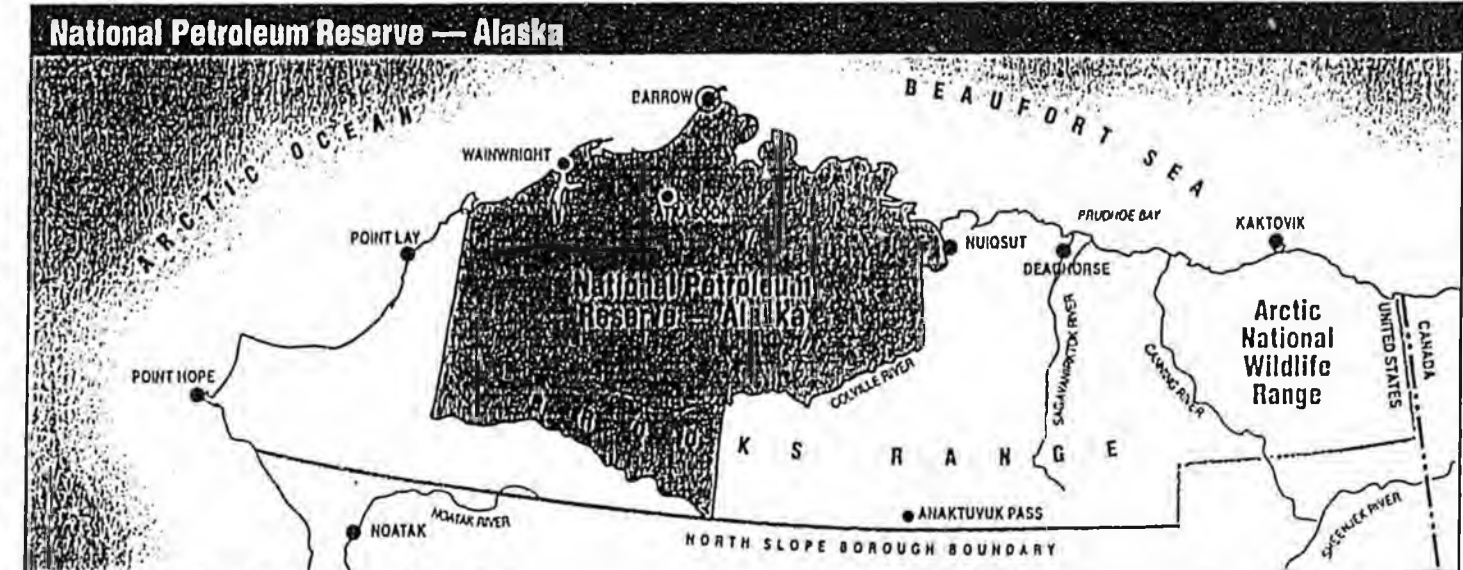 National Petroleum Reserve — Alaska
ARCTIC OCEAN
BEAUFORT SEA
BARROW
WAINWRIGHT
POINT LAY
POINT HOPE
PRUDHOE BAY
KAKTOVIK
NUIQSUT
DEADHORSE
National Petroleum
Reserve — Alaska
Arctic
National
Wildlife
Range
UNITED STATES
CANADA
COLVILLE RIVER
SAGAVANIRKTOK RIVER
CANNING RIVER
KS RANGE
ANAKTUVUK PASS
NOATAK
NOATAK RIVER
NORTH SLOPE BOROUGH BOUNDARY
SHEENJEK RIVER